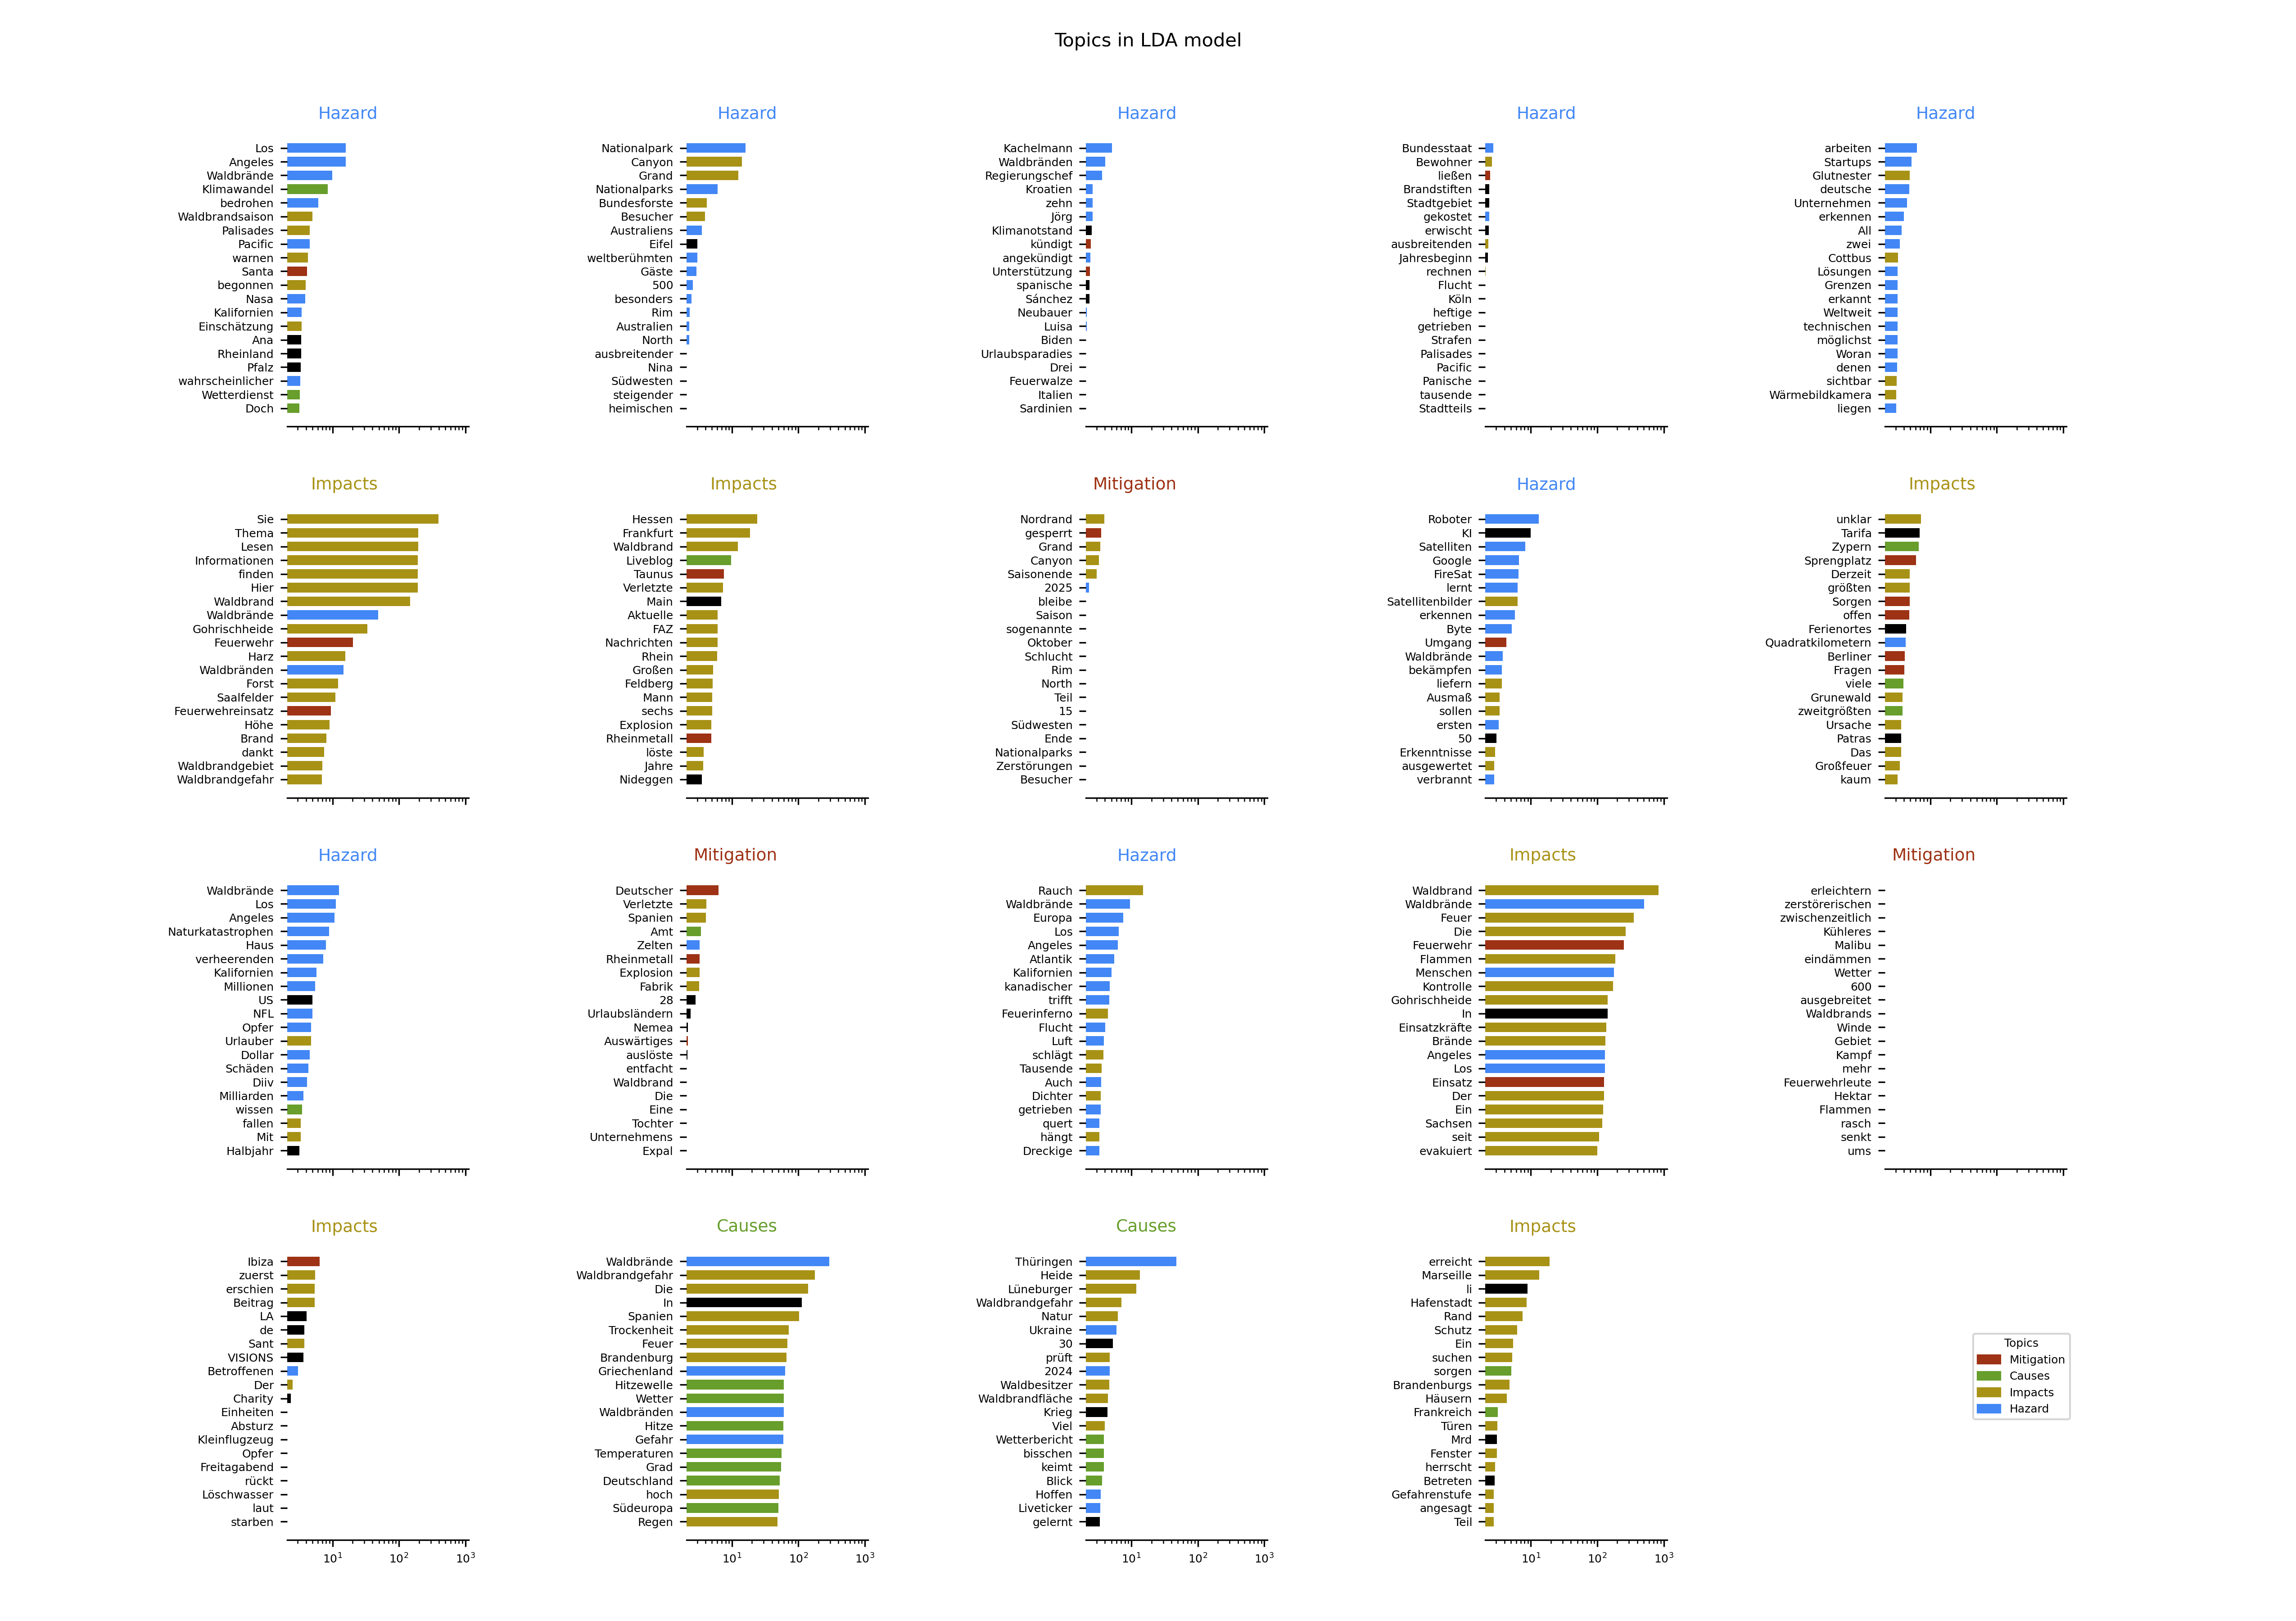 Topics in LDA model
Hazard
Los
Angeles
Waldbrände
Klimawandel
bedrohen
Waldbrandsaison
Palisades
Pacific
warnen
Santa
begonnen
Nasa
Kalifornien
Einschätzung
Ana
Rheinland
Pfalz
wahrscheinlicher
Wetterdienst
Doch
Hazard
Nationalpark
Canyon
Grand
Nationalparks
Bundesforste
Besucher
Australiens
Eifel
weltberühmten
Gäste
500
besonders
Rim
Australien
North
ausbreitender
Nina
Südwesten
steigender
heimischen
Hazard
Kachelmann
Waldbränden
Regierungschef
Kroatien
zehn
Jörg
Klimanotstand
kündigt
angekündigt
Unterstützung
spanische
Sánchez
Neubauer
Luisa
Biden
Urlaubsparadies
Drei
Feuerwalze
Italien
Sardinien
Hazard
Bundesstaat
Bewohner
ließen
Brandstiften
Stadtgebiet
gekostet
erwischt
ausbreitenden
Jahresbeginn
rechnen
Flucht
Köln
heftige
getrieben
Strafen
Palisades
Pacific
Panische
tausende
Stadtteils
Hazard
arbeiten
Startups
Glutnester
deutsche
Unternehmen
erkennen
All
zwei
Cottbus
Lösungen
Grenzen
erkannt
Weltweit
technischen
möglichst
Woran
denen
sichtbar
Wärmebildkamera
liegen
Impacts
Sie
Thema
Lesen
Informationen
finden
Hier
Waldbrand
Waldbrände
Gohrischheide
Feuerwehr
Harz
Waldbränden
Forst
Saalfelder
Feuerwehreinsatz
Höhe
Brand
dankt
Waldbrandgebiet
Waldbrandgefahr
Impacts
Hessen
Frankfurt
Waldbrand
Liveblog
Taunus
Verletzte
Main
Aktuelle
FAZ
Nachrichten
Rhein
Großen
Feldberg
Mann
sechs
Explosion
Rheinmetall
löste
Jahre
Nideggen
Mitigation
Nordrand
gesperrt
Grand
Canyon
Saisonende
2025
bleibe
Saison
sogenannte
Oktober
Schlucht
Rim
North
Teil
15
Südwesten
Ende
Nationalparks
Zerstörungen
Besucher
Hazard
Roboter
KI
Satelliten
Google
FireSat
lernt
Satellitenbilder
erkennen
Byte
Umgang
Waldbrände
bekämpfen
liefern
Ausmaß
sollen
ersten
50
Erkenntnisse
ausgewertet
verbrannt
Impacts
unklar
Tarifa
Zypern
Sprengplatz
Derzeit
größten
Sorgen
offen
Ferienortes
Quadratkilometern
Berliner
Fragen
viele
Grunewald
zweitgrößten
Ursache
Patras
Das
Großfeuer
kaum
Hazard
Waldbrände
Los
Angeles
Naturkatastrophen
Haus
verheerenden
Kalifornien
Millionen
US
NFL
Opfer
Urlauber
Dollar
Schäden
Diiv
Milliarden
wissen
fallen
Mit
Halbjahr
Mitigation
Deutscher
Verletzte
Spanien
Amt
Zelten
Rheinmetall
Explosion
Fabrik
28
Urlaubsländern
Nemea
Auswärtiges
auslöste
entfacht
Waldbrand
Die
Eine
Tochter
Unternehmens
Expal
Hazard
Rauch
Waldbrände
Europa
Los
Angeles
Atlantik
Kalifornien
kanadischer
trifft
Feuerinferno
Flucht
Luft
schlägt
Tausende
Auch
Dichter
getrieben
quert
hängt
Dreckige
Impacts
Waldbrand
Waldbrände
Feuer
Die
Feuerwehr
Flammen
Menschen
Kontrolle
Gohrischheide
In
Einsatzkräfte
Brände
Angeles
Los
Einsatz
Der
Ein
Sachsen
seit
evakuiert
Mitigation
erleichtern
zerstörerischen
zwischenzeitlich
Kühleres
Malibu
eindämmen
Wetter
600
ausgebreitet
Waldbrands
Winde
Gebiet
Kampf
mehr
Feuerwehrleute
Hektar
Flammen
rasch
senkt
ums
Impacts
Ibiza
zuerst
erschien
Beitrag
LA
de
Sant
VISIONS
Betroffenen
Der
Charity
Einheiten
Absturz
Kleinflugzeug
Opfer
Freitagabend
rückt
Löschwasser
laut
starben
10¹ 10² 10³
Causes
Waldbrände
Waldbrandgefahr
Die
In
Spanien
Trockenheit
Feuer
Brandenburg
Griechenland
Hitzewelle
Wetter
Waldbränden
Hitze
Gefahr
Temperaturen
Grad
Deutschland
hoch
Südeuropa
Regen
10¹ 10² 10³
Causes
Thüringen
Heide
Lüneburger
Waldbrandgefahr
Natur
Ukraine
30
prüft
2024
Waldbesitzer
Waldbrandfläche
Krieg
Viel
Wetterbericht
bisschen
keimt
Blick
Hoffen
Liveticker
gelernt
10¹ 10² 10³
Impacts
erreicht
Marseille
li
Hafenstadt
Rand
Schutz
Ein
suchen
sorgen
Brandenburgs
Häusern
Frankreich
Türen
Mrd
Fenster
herrscht
Betreten
Gefahrenstufe
angesagt
Teil
10¹ 10² 10³
Topics
Mitigation
Causes
Impacts
Hazard